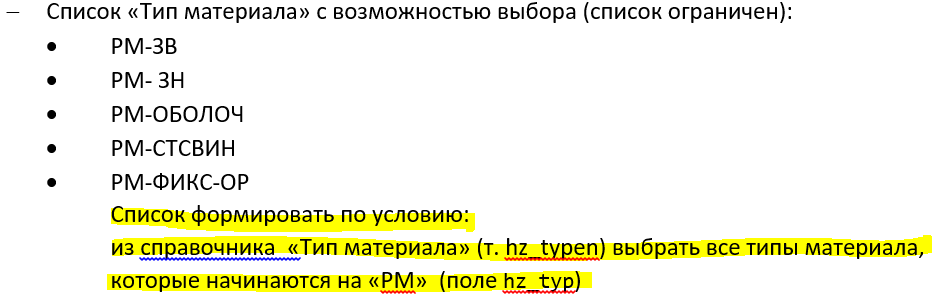 – Список «Тип материала» с возможностью выбора (список ограничен):
• РМ-ЗВ
• РМ- ЗН
• РМ-ОБОЛОЧ
• РМ-СТСВИН
• РМ-ФИКС-ОР
Список формировать по условию:
из справочника «Тип материала» (т. hz_typen) выбрать все типы материала,
которые начинаются на «РМ» (поле hz_typ)